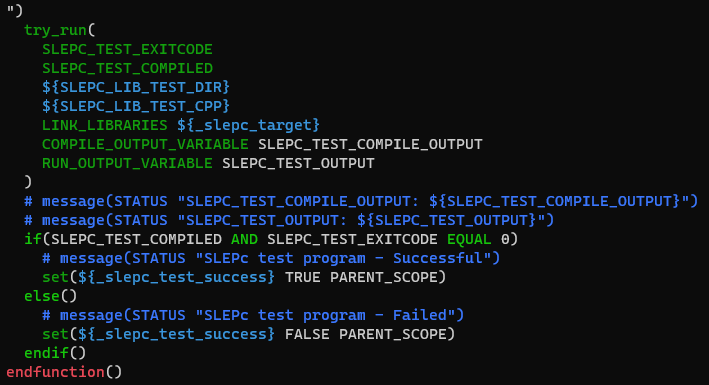 ")
  try_run(
    SLEPC_TEST_EXITCODE
    SLEPC_TEST_COMPILED
    ${SLEPC_LIB_TEST_DIR}
    ${SLEPC_LIB_TEST_CPP}
    LINK_LIBRARIES ${_slepc_target}
    COMPILE_OUTPUT_VARIABLE SLEPC_TEST_COMPILE_OUTPUT
    RUN_OUTPUT_VARIABLE SLEPC_TEST_OUTPUT
  )
  # message(STATUS "SLEPC_TEST_COMPILE_OUTPUT: ${SLEPC_TEST_COMPILE_OUTPUT}")
  # message(STATUS "SLEPC_TEST_OUTPUT: ${SLEPC_TEST_OUTPUT}")
  if(SLEPC_TEST_COMPILED AND SLEPC_TEST_EXITCODE EQUAL 0)
    # message(STATUS "SLEPc test program - Successful")
    set(${_slepc_test_success} TRUE PARENT_SCOPE)
  else()
    # message(STATUS "SLEPc test program - Failed")
    set(${_slepc_test_success} FALSE PARENT_SCOPE)
  endif()
endfunction()